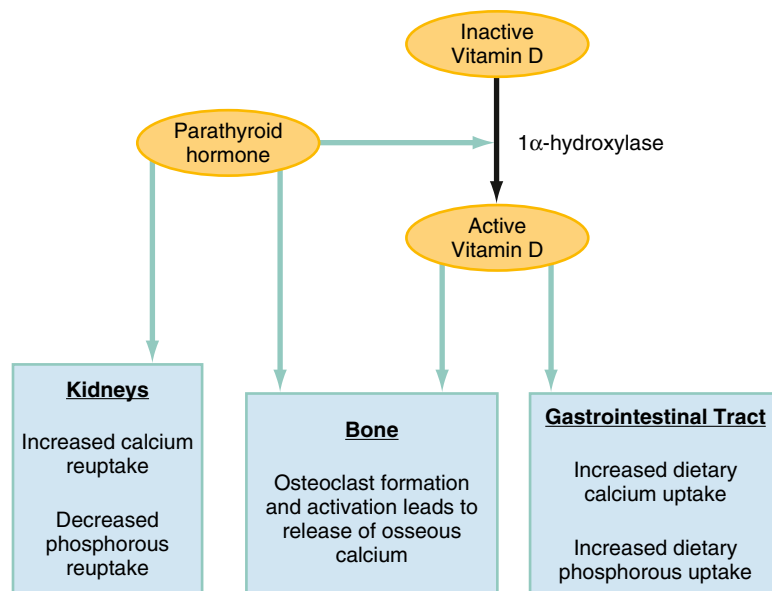 Inactive
Vitamin D
Parathyroid
hormone
1α-hydroxylase
Active
Vitamin D
Kidneys
Increased calcium
reuptake
Decreased
phosphorous
reuptake
Bone
Osteoclast formation
and activation leads to
release of osseous
calcium
Gastrointestinal Tract
Increased dietary
calcium uptake
Increased dietary
phosphorous uptake